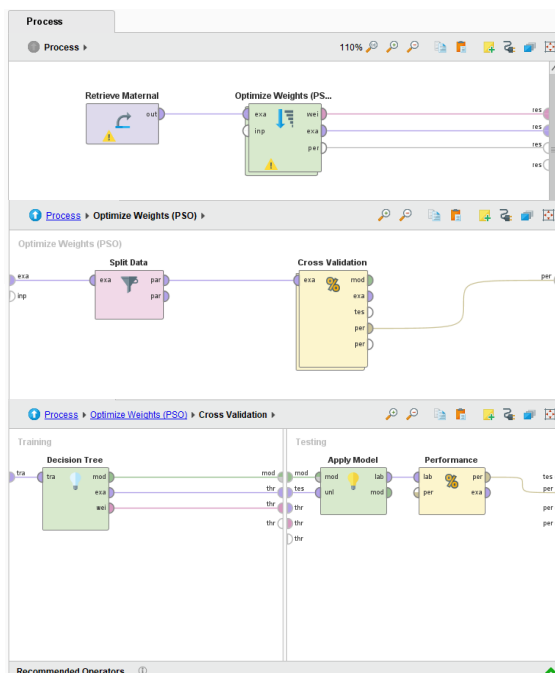 Process
Process
110%
Retrieve Maternal
Optimize Weights (PS...
out
exa
wei
res
inp
exa
res
per
res
res
Process Optimize Weights (PSO)
Optimize Weights (PSO)
Split Data
Cross Validation
exa
exa
par
exa
mod
per
inp
par
exa
tes
per
per
Process Optimize Weights (PSO) Cross Validation
Training
Testing
Decision Tree
Apply Model
Performance
tra
tra
mod
mod
mod
mod
lab
lab
per
tes
exa
thr
tes
unl
mod
per
exa
per
wei
thr
thr
per
thr
thr
per
Recommended Operators